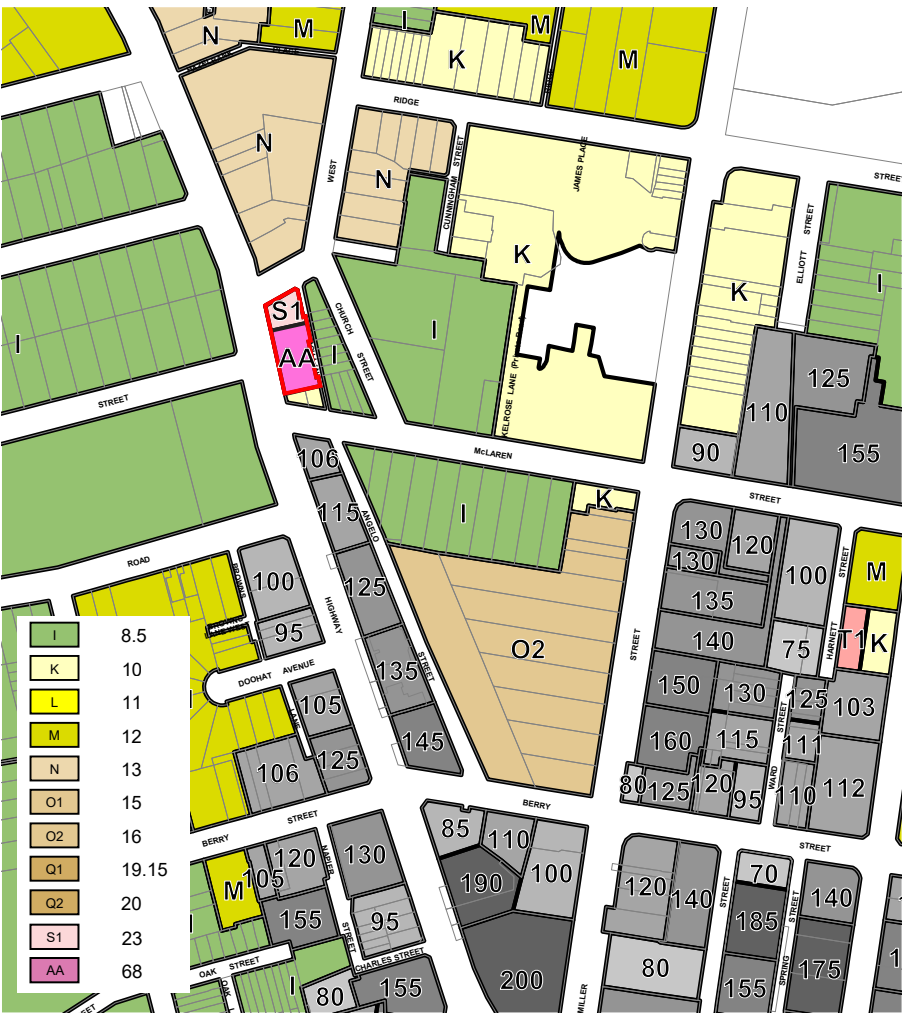 N
M
I
K
M
M
RIDGE
N
WEST
N
CUNNINGHAM STREET
JAMES PLACE
STREET
ELLIOTT STREET
K
K
I
S1
AA
I
CHURCH STREET
I
I
STREET
McLAREN
125
110
155
90
STREET
106
115
ANGELO
I
K
130
120
130
100
STREET
M
ROAD
BROWNS
100
125
HIGHWAY
135
T1
K
95
O2
140
75
HARNETT
STREET
DOOHAT AVENUE
135
STREET
150
130
125
103
105
LANE
145
160
115
STREET
111
106
125
80
125
120
95
WARD
110
112
BERRY
STREET
BERRY
STREET
I 8.5
K 10
L 11
M 12
N 13
O1 15
O2 16
Q1 19.15
Q2 20
S1 23
AA 68
M
105
120
NAPIER
130
85
110
100
190
120
140
STREET
70
STREET
140
155
STREET
95
185
175
OAK STREET
CHARLES STREET
I
80
155
200
MILLER
80
155
SPRING
OAK